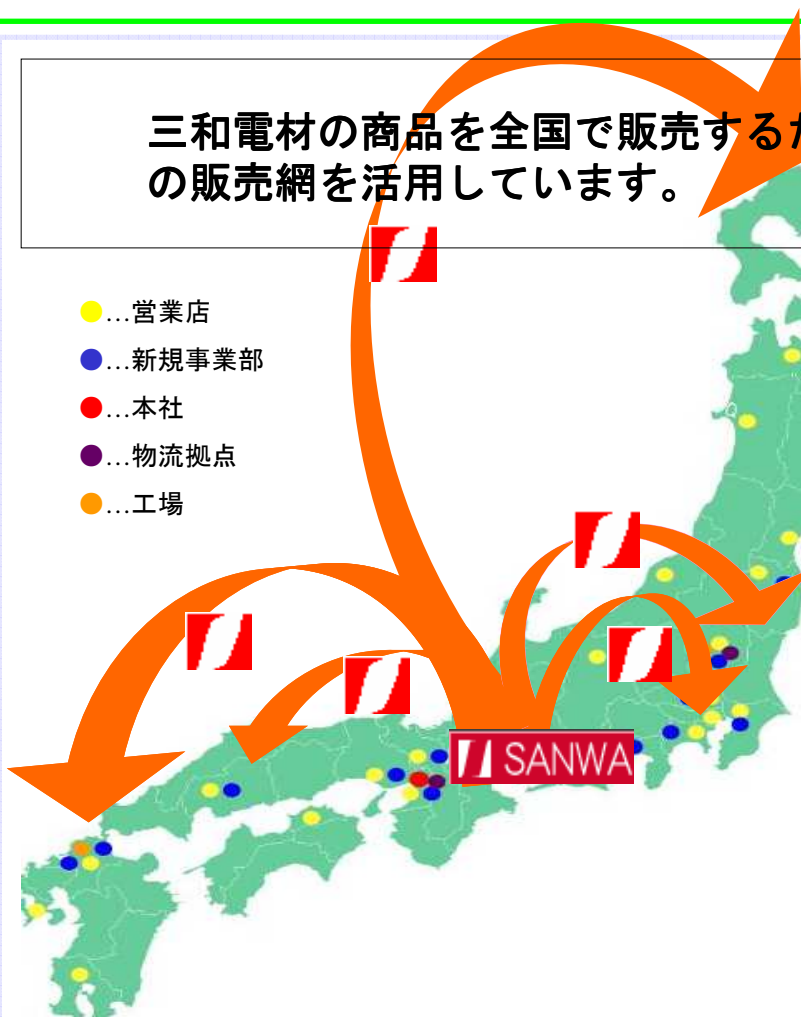 三和電材の商品を全国で販売するた
の販売網を活用しています。
●…営業店
●…新規事業部
●…本社
●…物流拠点
●…工場
SANWA